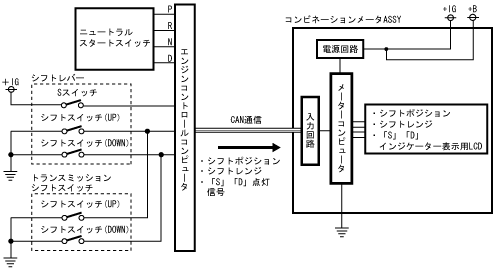 ニュートラル
スタートスイッチ
P
R
N
D
+IG
シフトレバー
Sスイッチ
シフトスイッチ(UP)
シフトスイッチ(DOWN)
トランスミッション
シフトスイッチ
シフトスイッチ(UP)
シフトスイッチ(DOWN)
エンジンコントロールコンピュータ
CAN通信
・シフトポジション
・シフトレンジ
・「S」「D」点灯
信号
コンビネーションメータASSY
+IG
+B
電源回路
入力回路
メーターコンピュータ
・シフトポジション
・シフトレンジ
・「S」「D」
インジケーター表示用LCD